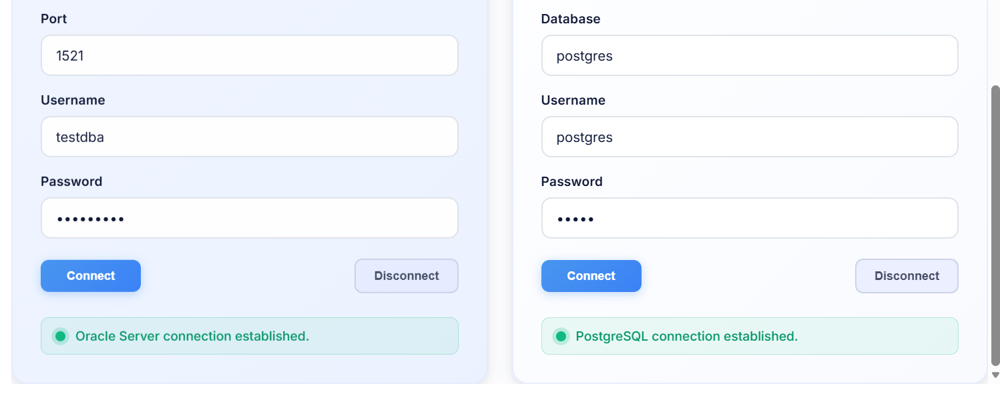 Port
1521
Username
testdba
Password
•••••••••
Connect
Disconnect
Oracle Server connection established.
Database
postgres
Username
postgres
Password
•••••
Connect
Disconnect
PostgreSQL connection established.